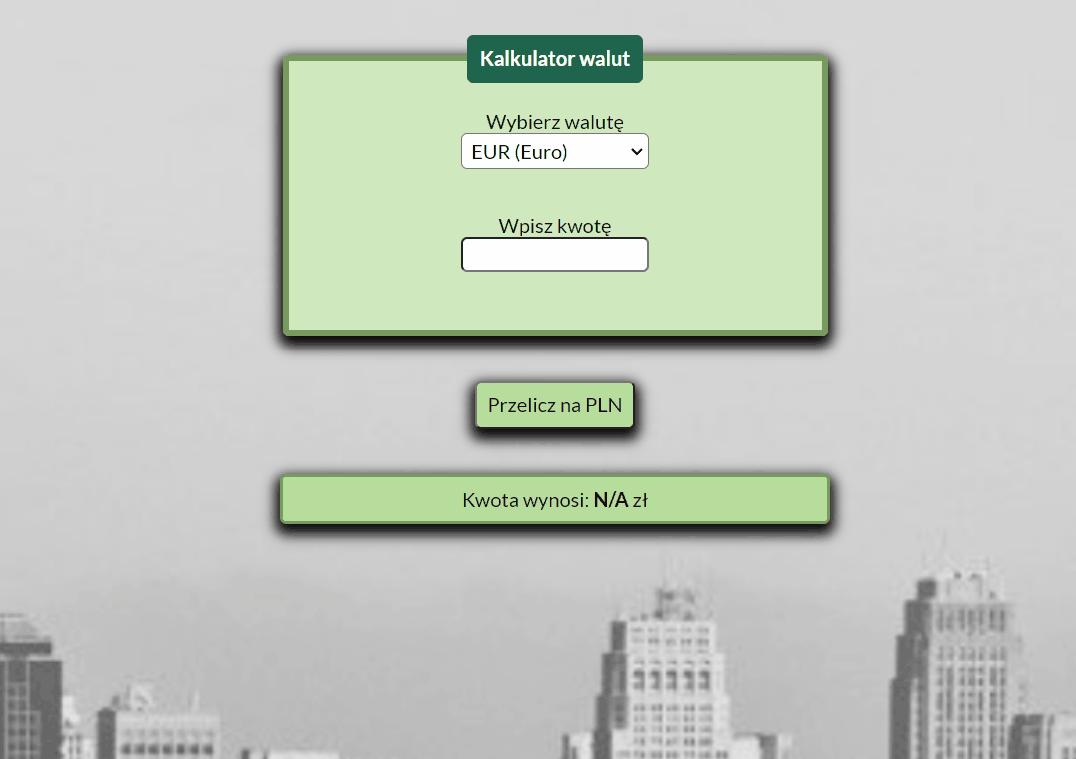 Kalkulator walut
Wybierz walutę
EUR (Euro)
Wpisz kwotę
Przelicz na PLN
Kwota wynosi: N/A zł